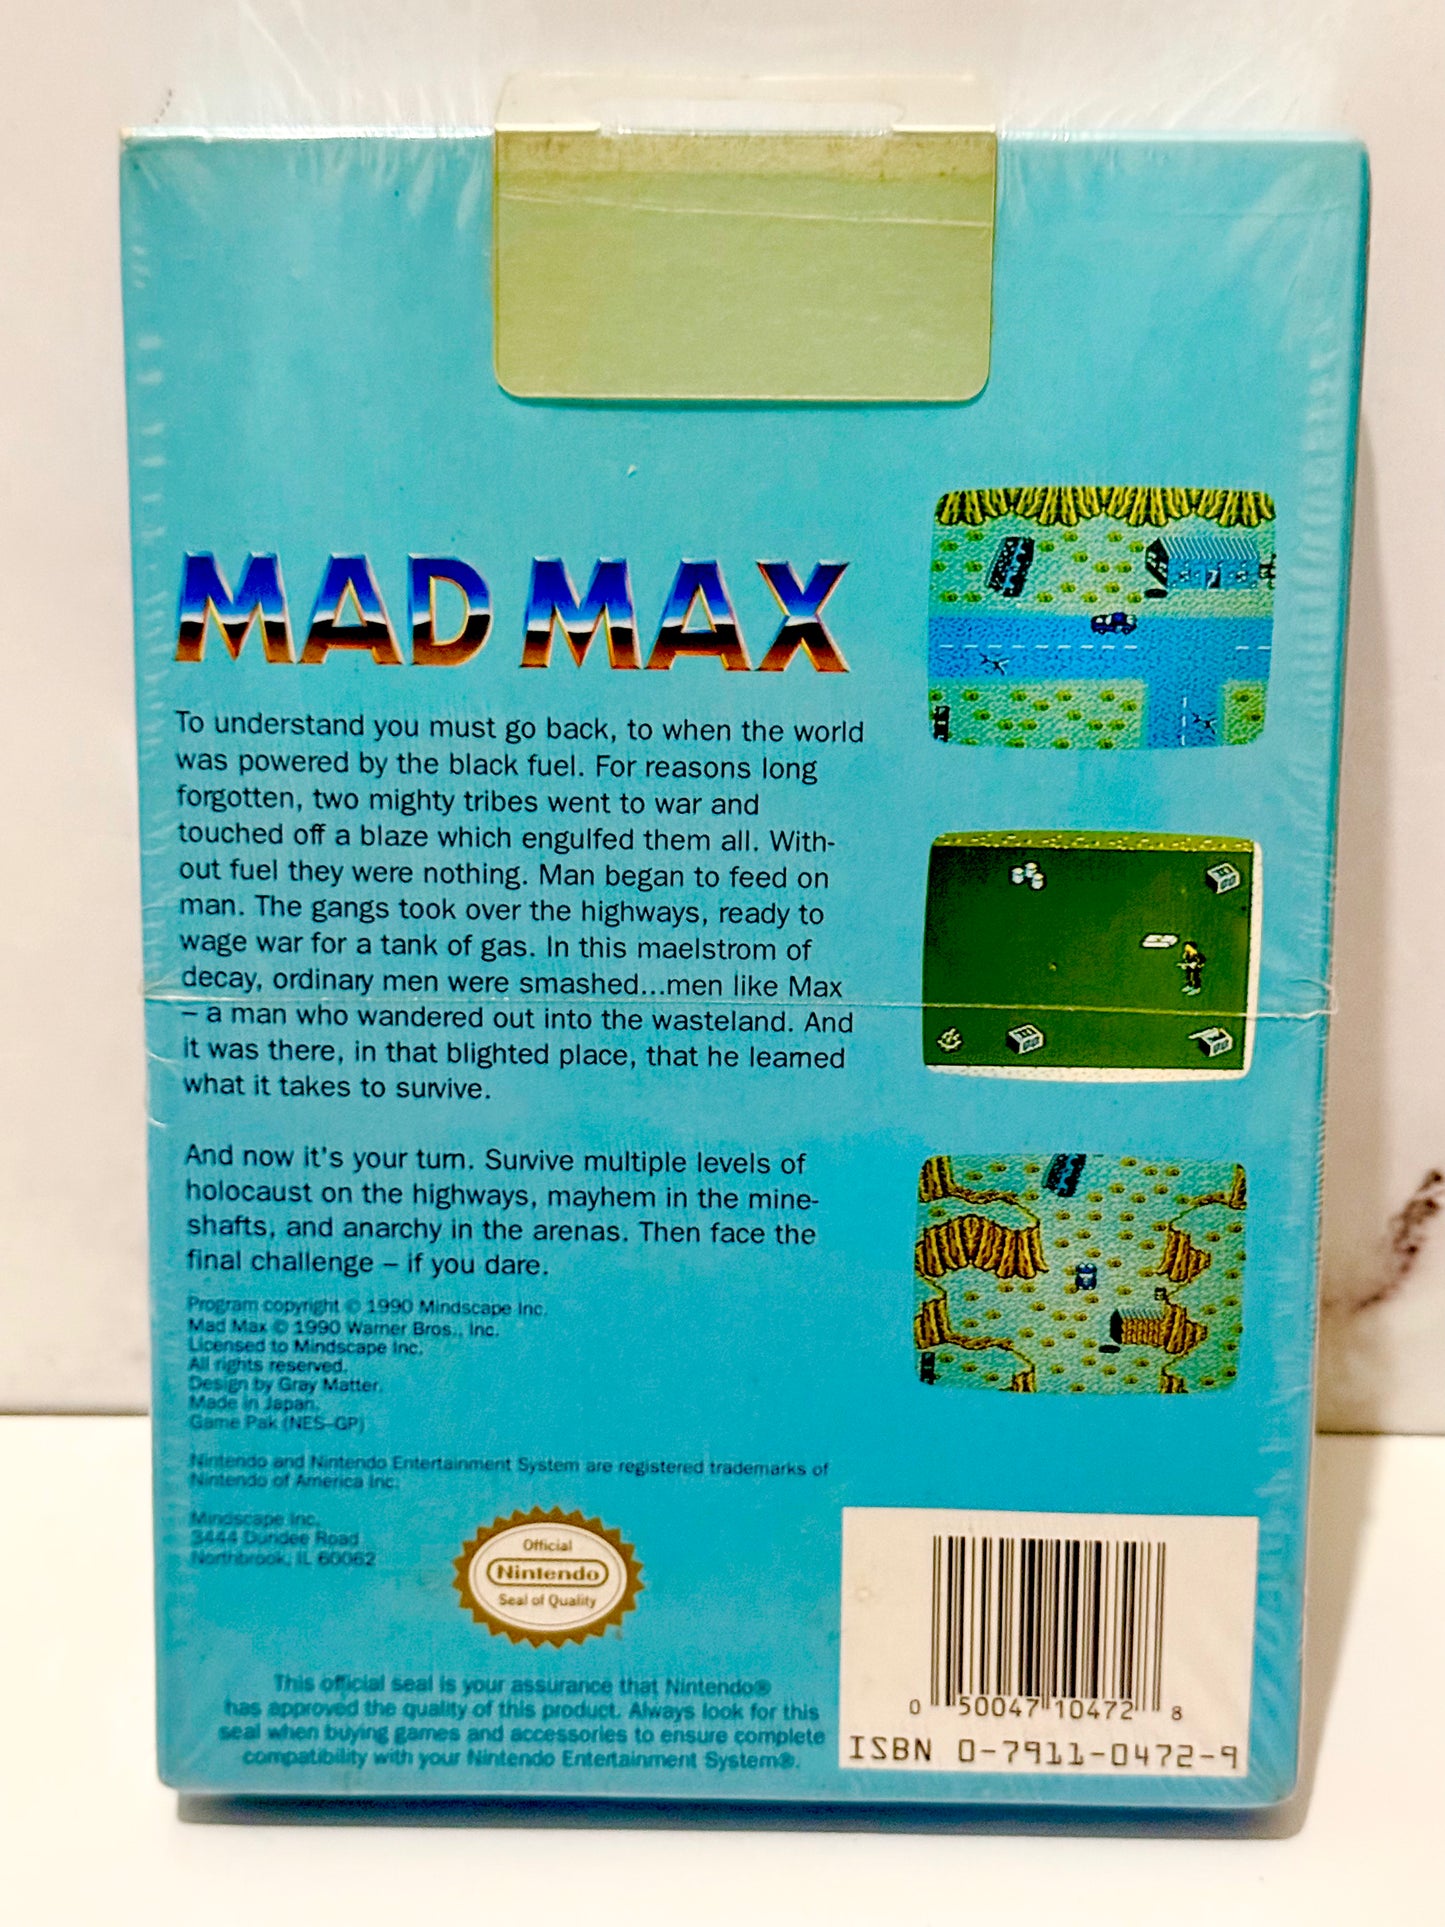 MAD MAX
To understand you must go back, to when the world
was powered by the black fuel. For reasons long
forgotten, two mighty tribes went to war and
touched off a blaze which engulfed them all. With-
out fuel they were nothing. Man began to feed on
man. The gangs took over the highways, ready to
wage war for a tank of gas. In this maelstrom of
decay, ordinary men were smashed...men like Max
– a man who wandered out into the wasteland. And
it was there, in that blighted place, that he learned
what it takes to survive.
And now it's your turn. Survive multiple levels of
holocaust on the highways, mayhem in the mine-
shafts, and anarchy in the arenas. Then face the
final challenge – if you dare.
Program copyright © 1990 Mindscape Inc.
Mad Max © 1990 Warner Bros., Inc.
Licensed to Mindscape Inc.
All rights reserved.
Design by Gray Matter.
Made in Japan.
Game Pak (NES-GP)
Nintendo and Nintendo Entertainment System are registered trademarks of
Nintendo of America Inc.
Mindscape Inc.
3444 Dundee Road
Northbrook, IL 60062
Official
Nintendo
Seal of Quality
This official seal is your assurance that Nintendo®
has approved the quality of this product. Always look for this
seal when buying games and accessories to ensure complete
compatibility with your Nintendo Entertainment System®.
0 50047 10472 8
ISBN 0-7911-0472-9